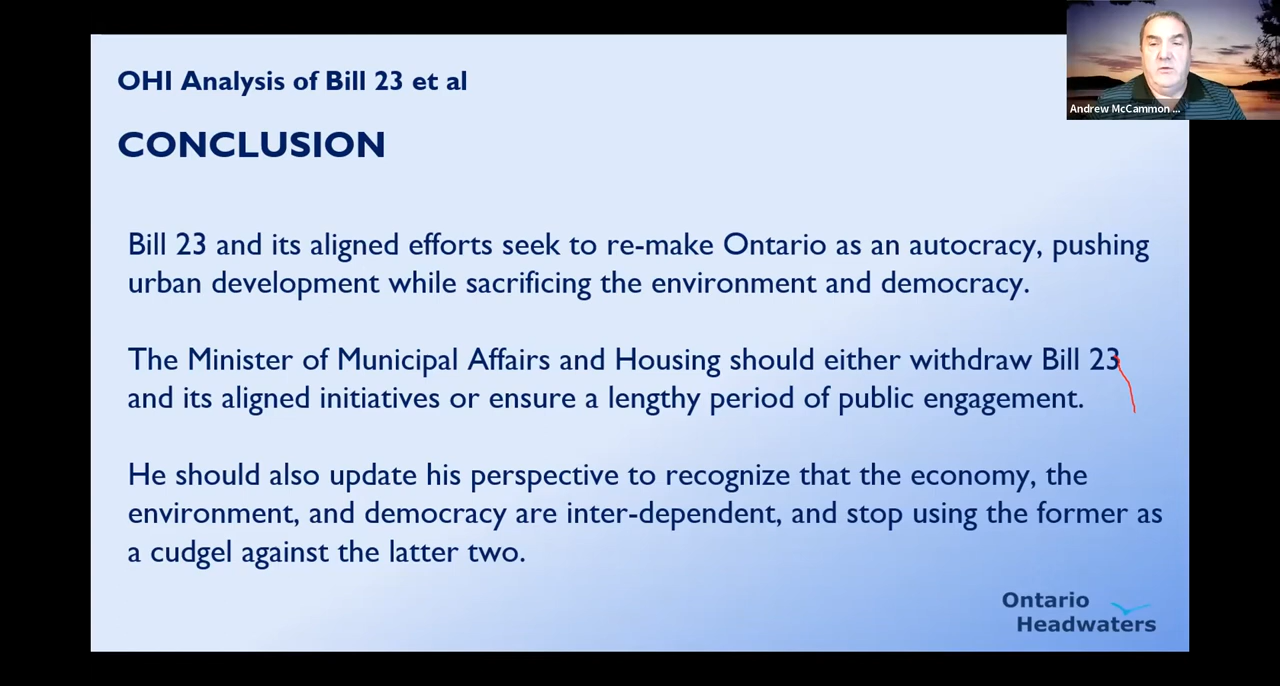 OHI Analysis of Bill 23 et al
CONCLUSION
Bill 23 and its aligned efforts seek to re-make Ontario as an autocracy, pushing
urban development while sacrificing the environment and democracy.
The Minister of Municipal Affairs and Housing should either withdraw Bill 23
and its aligned initiatives or ensure a lengthy period of public engagement.
He should also update his perspective to recognize that the economy, the
environment, and democracy are inter-dependent, and stop using the former as
a cudgel against the latter two.
Ontario
Headwaters
Andrew McCammon ...